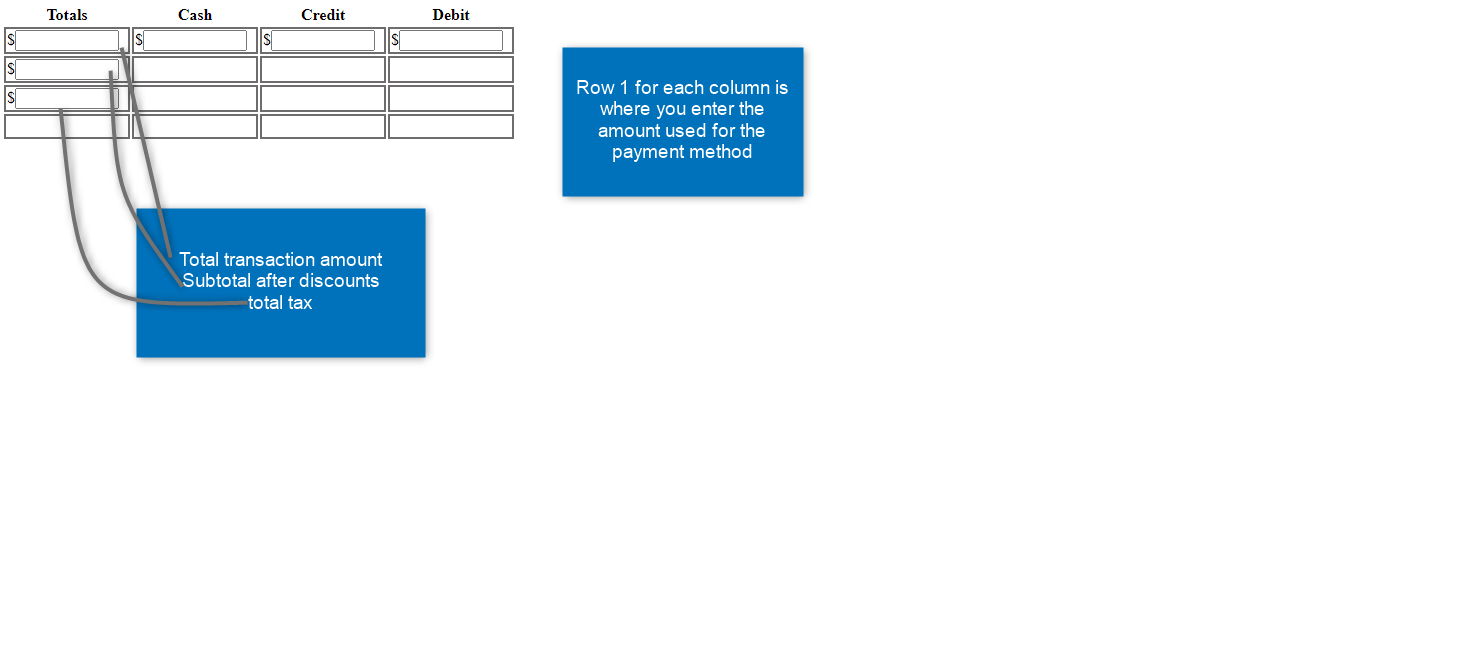 Totals Cash Credit Debit
$ $ $ $
$
$
Row 1 for each column is
where you enter the
amount used for the
payment method
Total transaction amount
Subtotal after discounts
total tax